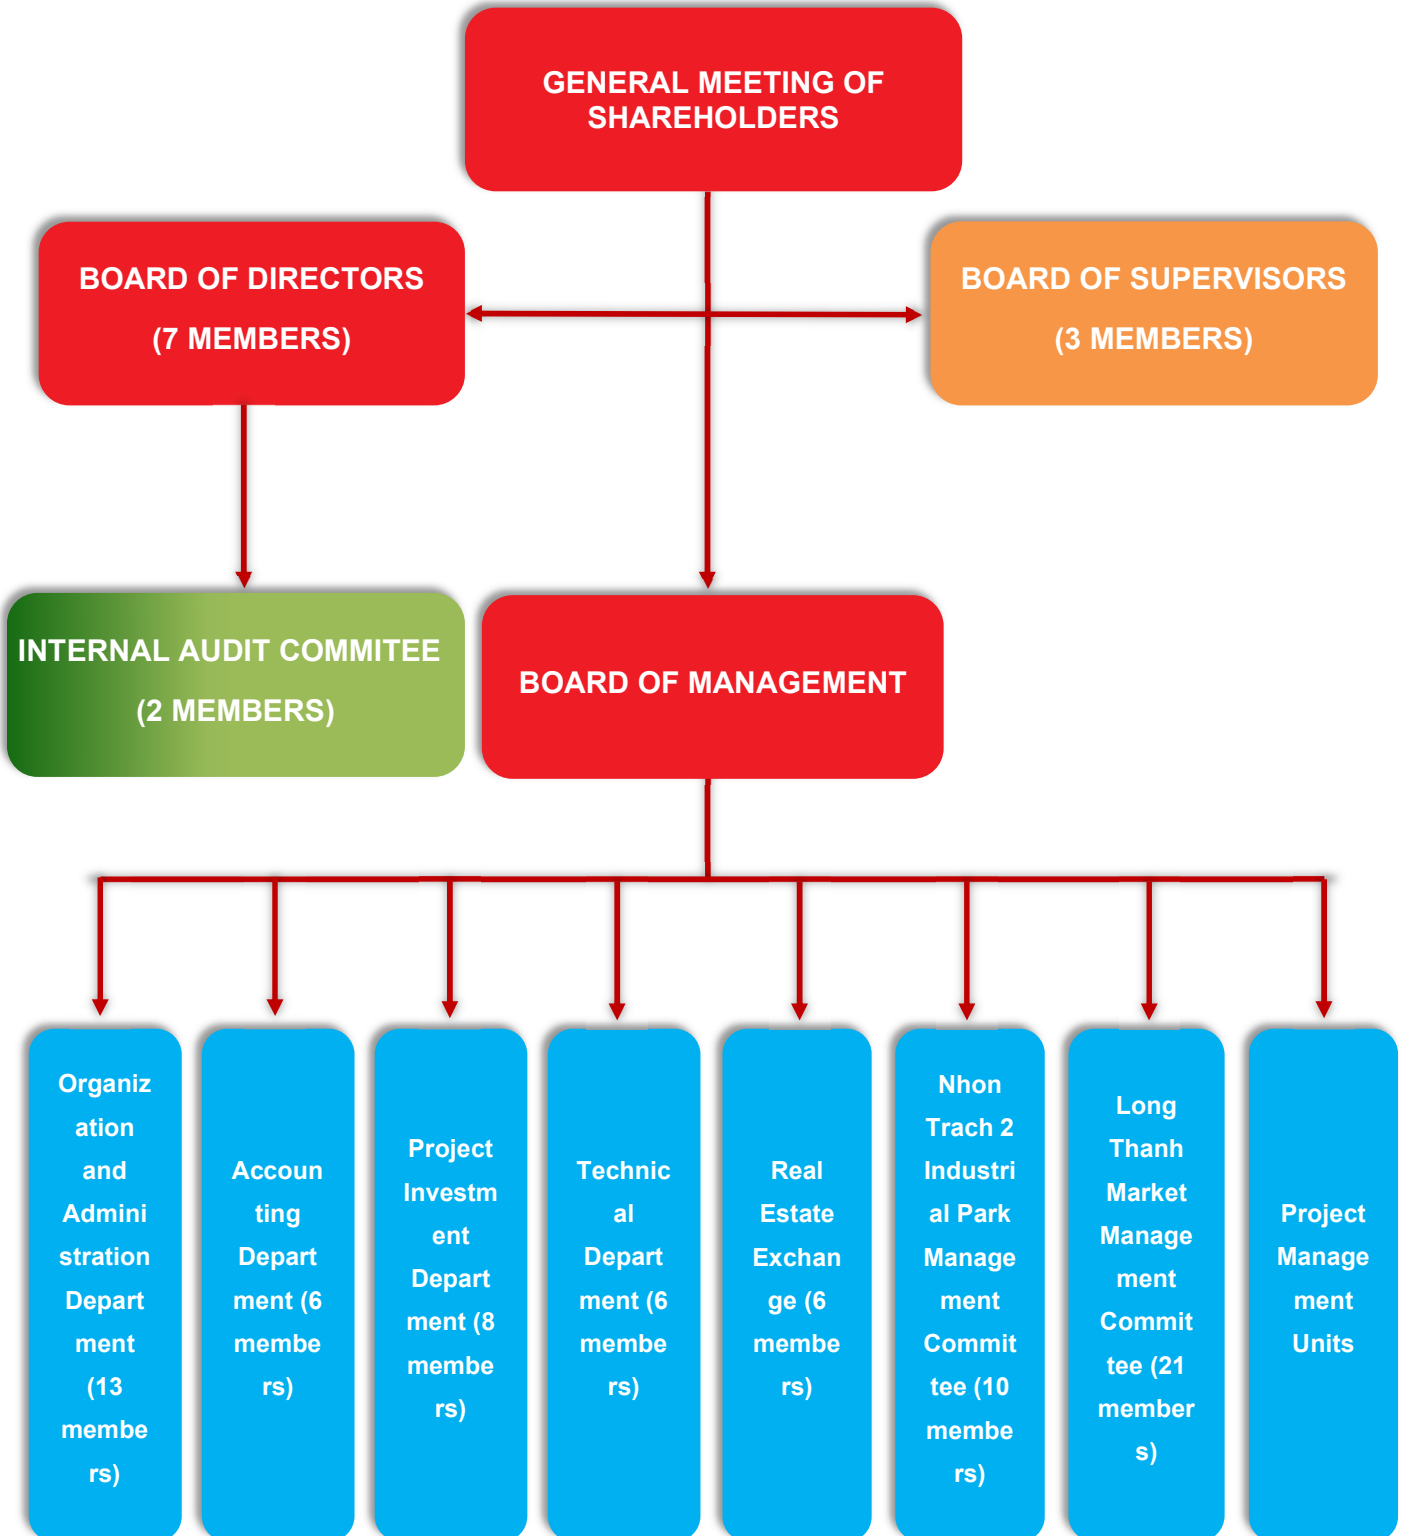 GENERAL MEETING OF
SHAREHOLDERS
BOARD OF DIRECTORS
(7 MEMBERS)
BOARD OF SUPERVISORS
(3 MEMBERS)
INTERNAL AUDIT COMMITEE
(2 MEMBERS)
BOARD OF MANAGEMENT
Organiz
ation
and
Admini
stration
Depart
ment
(13
membe
rs)
Accoun
ting
Depart
ment (6
membe
rs)
Project
Investm
ent
Depart
ment (8
membe
rs)
Technic
al
Depart
ment (6
membe
rs)
Real
Estate
Exchan
ge (6
membe
rs)
Nhon
Trach 2
Industri
al Park
Manage
ment
Commit
tee (10
membe
rs)
Long
Thanh
Market
Manage
ment
Commit
tee (21
member
s)
Project
Manage
ment
Units